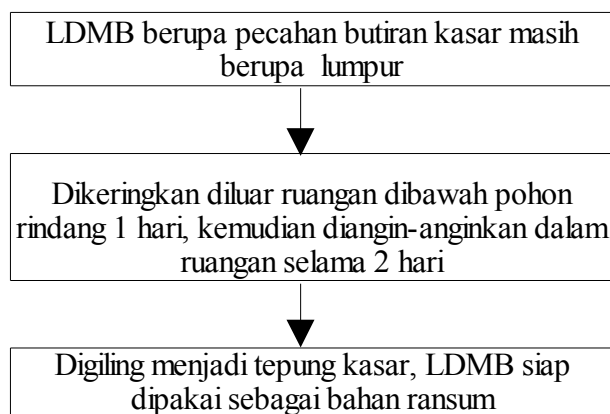 LDMB berupa pecahan butiran kasar masih
berupa lumpur
Dikeringkan diluar ruangan dibawah pohon
rindang 1 hari, kemudian diangin-anginkan dalam
ruangan selama 2 hari
Digiling menjadi tepung kasar, LDMB siap
dipakai sebagai bahan ransum